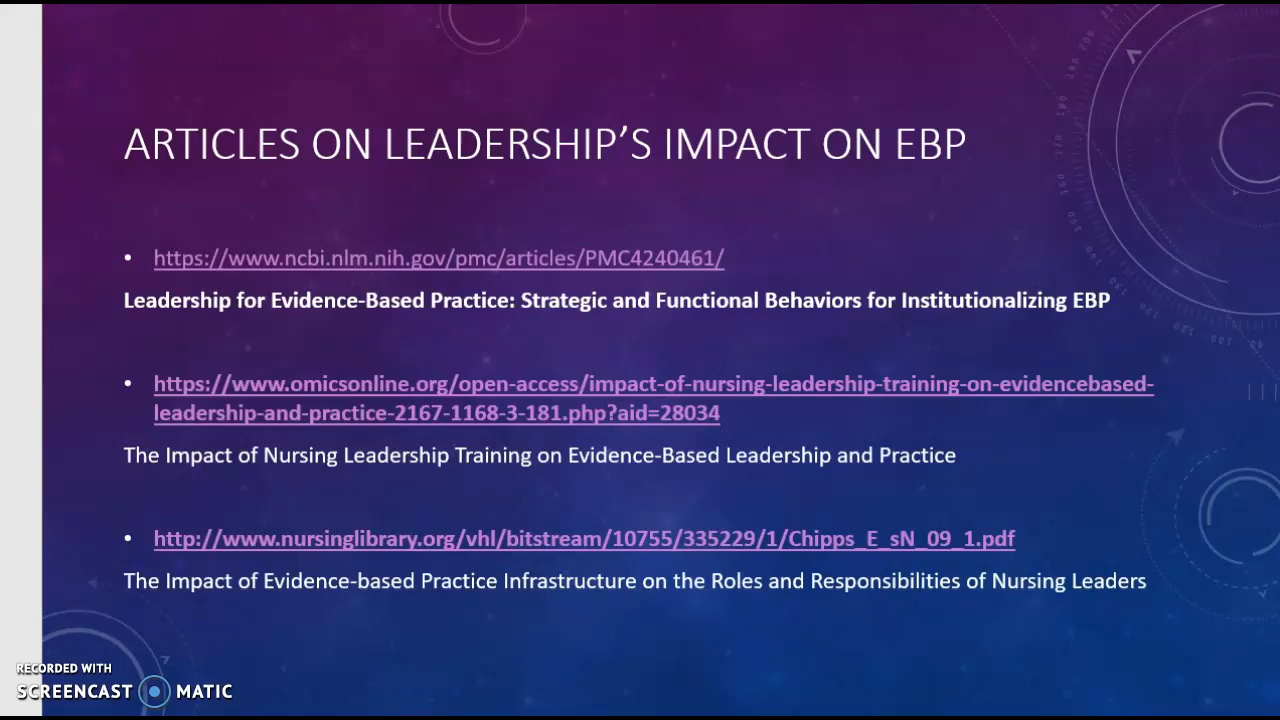 ARTICLES ON LEADERSHIP’S IMPACT ON EBP
• https://www.ncbi.nlm.nih.gov/pmc/articles/PMC4240461/
Leadership for Evidence-Based Practice: Strategic and Functional Behaviors for Institutionalizing EBP
• https://www.omicsonline.org/open-access/impact-of-nursing-leadership-training-on-evidencebased-
leadership-and-practice-2167-1168-3-181.php?aid=28034
The Impact of Nursing Leadership Training on Evidence-Based Leadership and Practice
• http://www.nursinglibrary.org/vhl/bitstream/10755/335229/1/Chipps_E_sN_09_1.pdf
The Impact of Evidence-based Practice Infrastructure on the Roles and Responsibilities of Nursing Leaders
RECORDED WITH
SCREENCAST MATIC